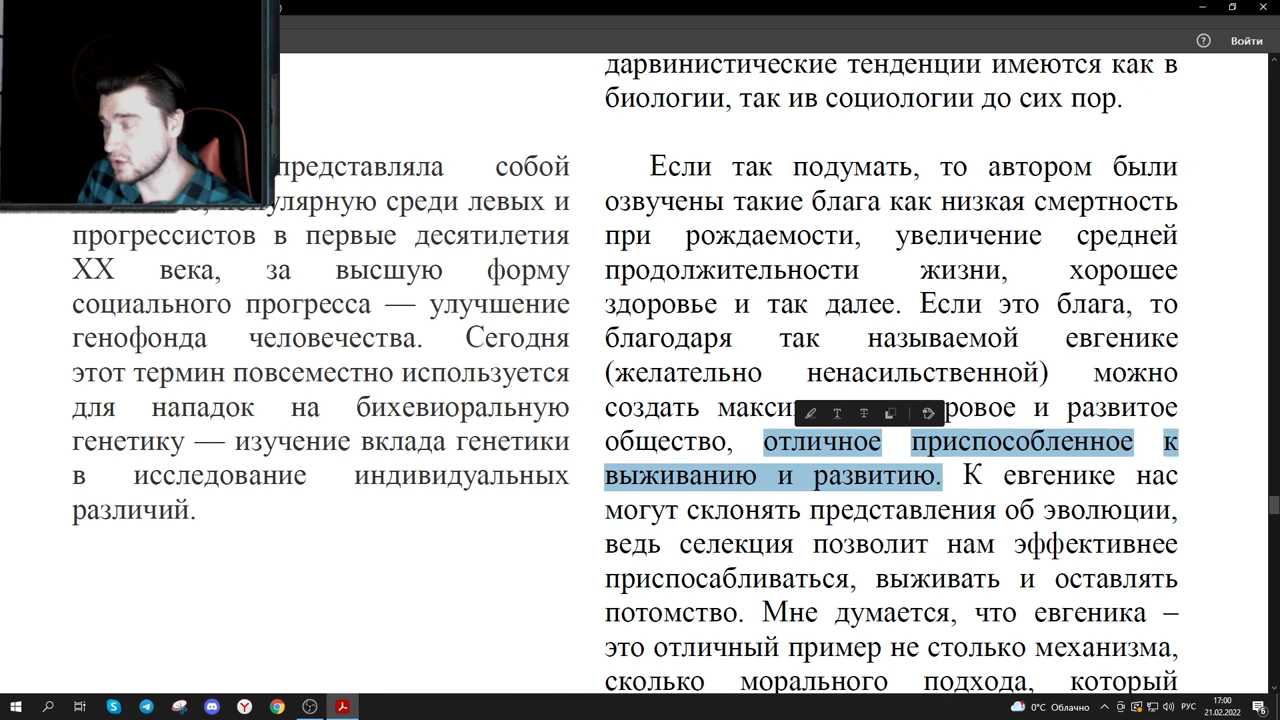 Войти
представляла собой
популярную среди левых и
прогрессистов в первые десятилетия
XX века, за высшую форму
социального прогресса — улучшение
генофонда человечества. Сегодня
этот термин повсеместно используется
для нападок на бихевиоральную
генетику — изучение вклада генетики
в исследование индивидуальных
различий.
дарвинистические тенденции имеются как в
биологии, так ив социологии до сих пор.
Если так подумать, то автором были
озвучены такие блага как низкая смертность
при рождаемости, увеличение средней
продолжительности жизни, хорошее
здоровье и так далее. Если это блага, то
благодаря так называемой евгенике
(желательно ненасильственной) можно
создать и развитое
общество, отличное приспособленное к
выживанию и развитию. К евгенике нас
могут склонять представления об эволюции,
ведь селекция позволит нам эффективнее
приспосабливаться, выживать и оставлять
потомство. Мне думается, что евгеника –
это отличный пример не столько механизма,
сколько морального подхода, который
0°C Облачно
РУС
17:00
21.02.2022
6